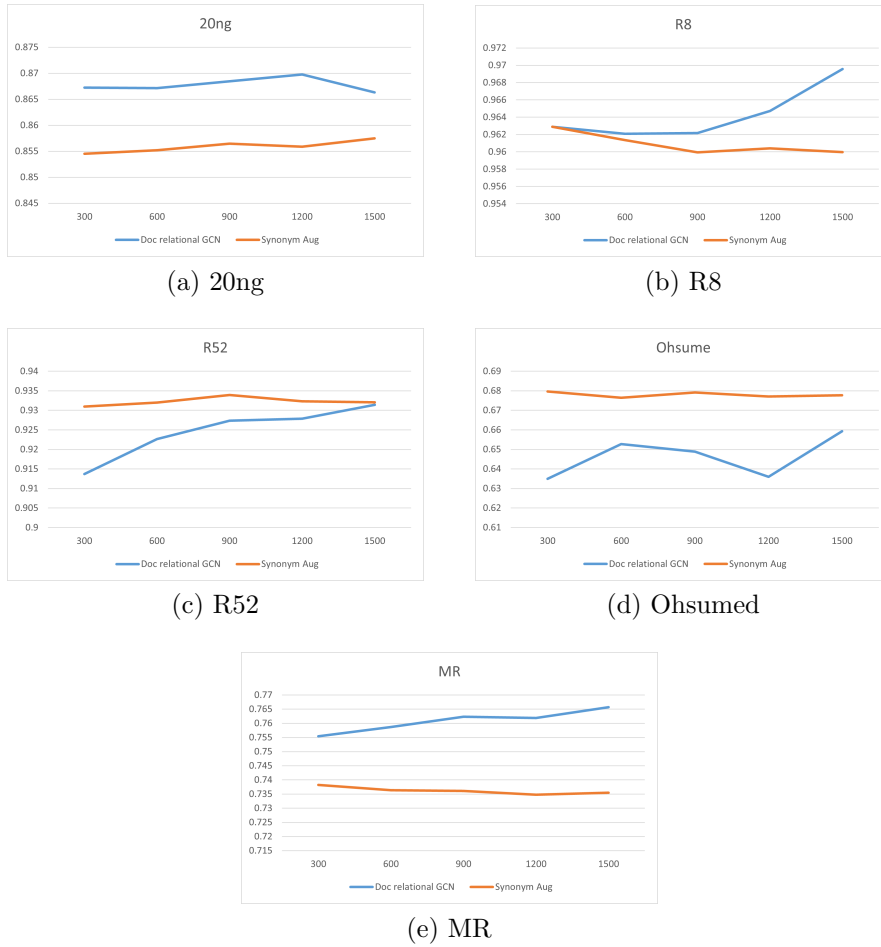 20ng
0.875
0.87
0.865
0.86
0.855
0.85
0.845
300 600 900 1200 1500
Doc relational GCN Synonym Aug
(a) 20ng
R8
0.972
0.97
0.968
0.966
0.964
0.962
0.96
0.958
0.956
0.954
300 600 900 1200 1500
Doc relational GCN Synonym Aug
(b) R8
R52
0.94
0.935
0.93
0.925
0.92
0.915
0.91
0.905
0.9
300 600 900 1200 1500
Doc relational GCN Synonym Aug
(c) R52
Ohsume
0.69
0.68
0.67
0.66
0.65
0.64
0.63
0.62
0.61
300 600 900 1200 1500
Doc relational GCN Synonym Aug
(d) Ohsumed
MR
0.77
0.765
0.76
0.755
0.75
0.745
0.74
0.735
0.73
0.725
0.72
0.715
300 600 900 1200 1500
Doc relational GCN Synonym Aug
(e) MR